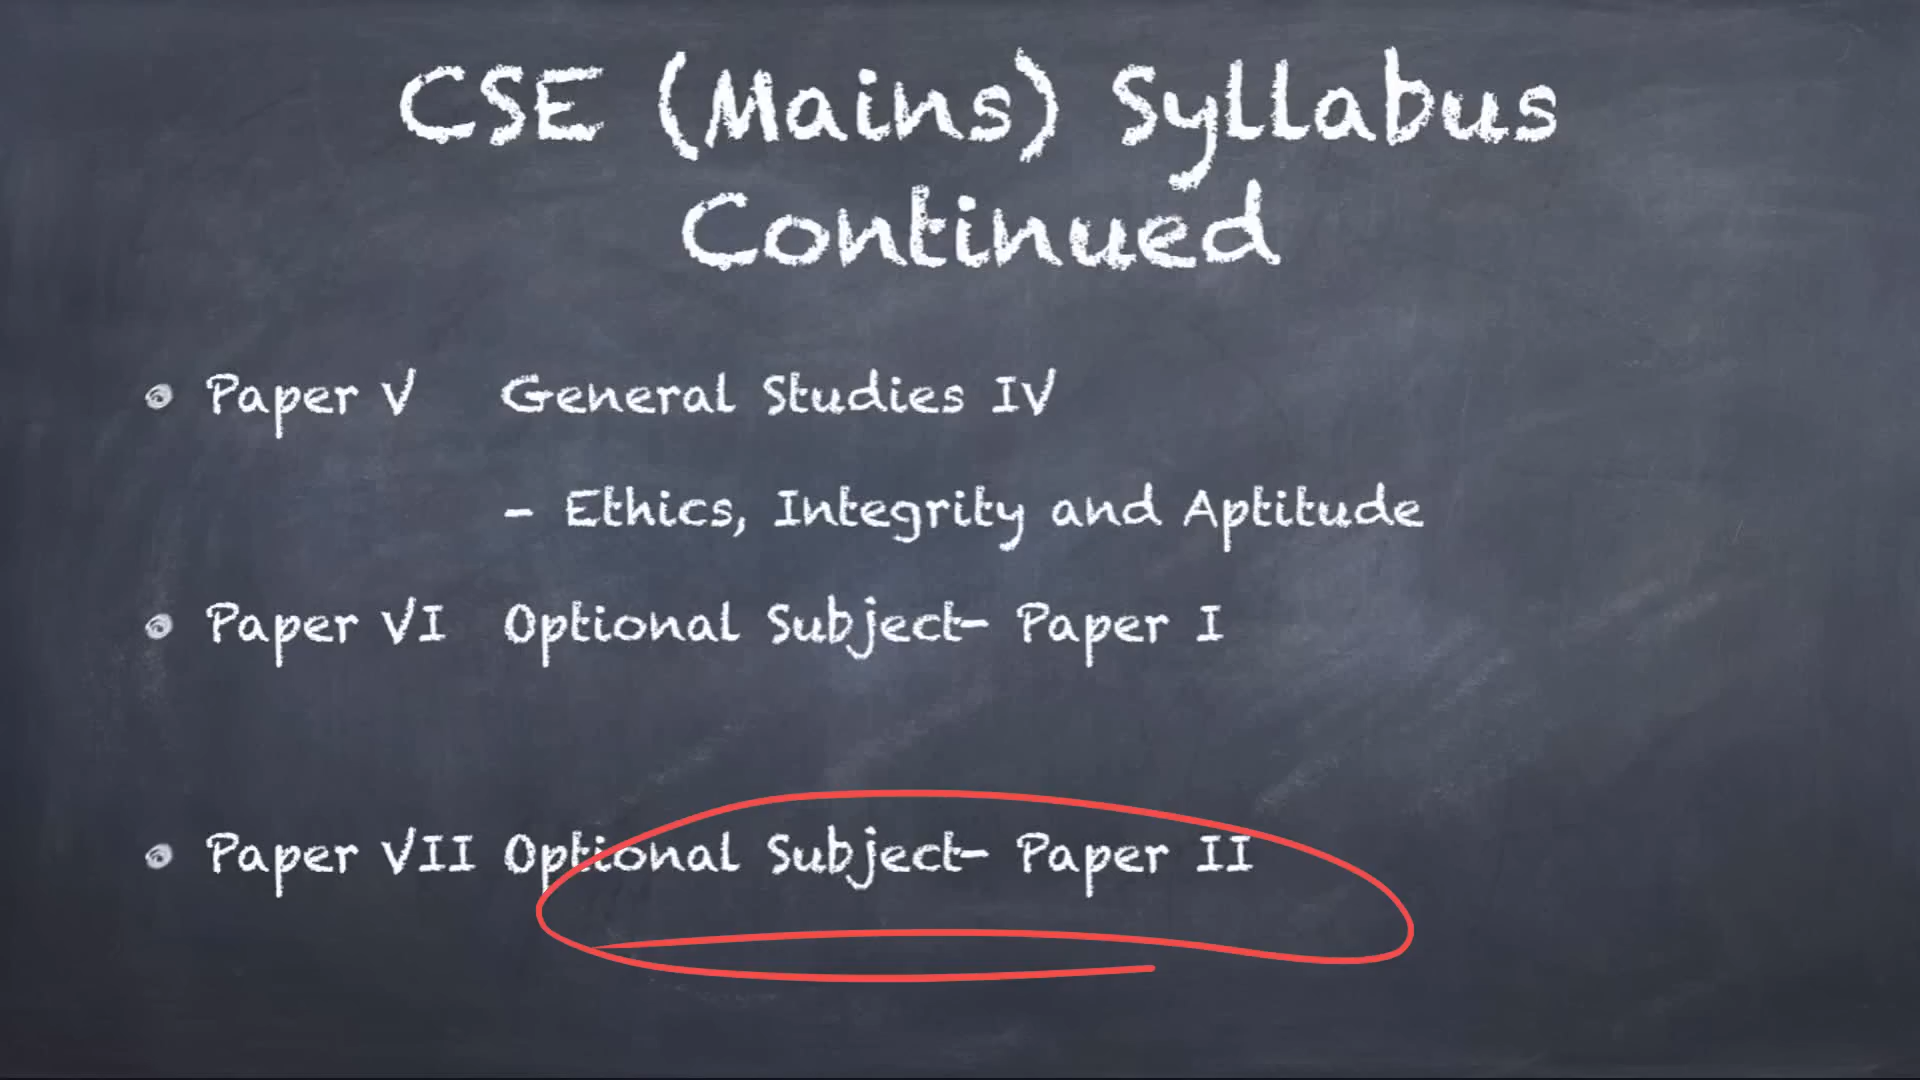 CSE (Mains) Syllabus
Continued
Paper V General Studies IV
- Ethics, Integrity and Aptitude
Paper VI Optional Subject- Paper I
Paper VII Optional Subject- Paper II